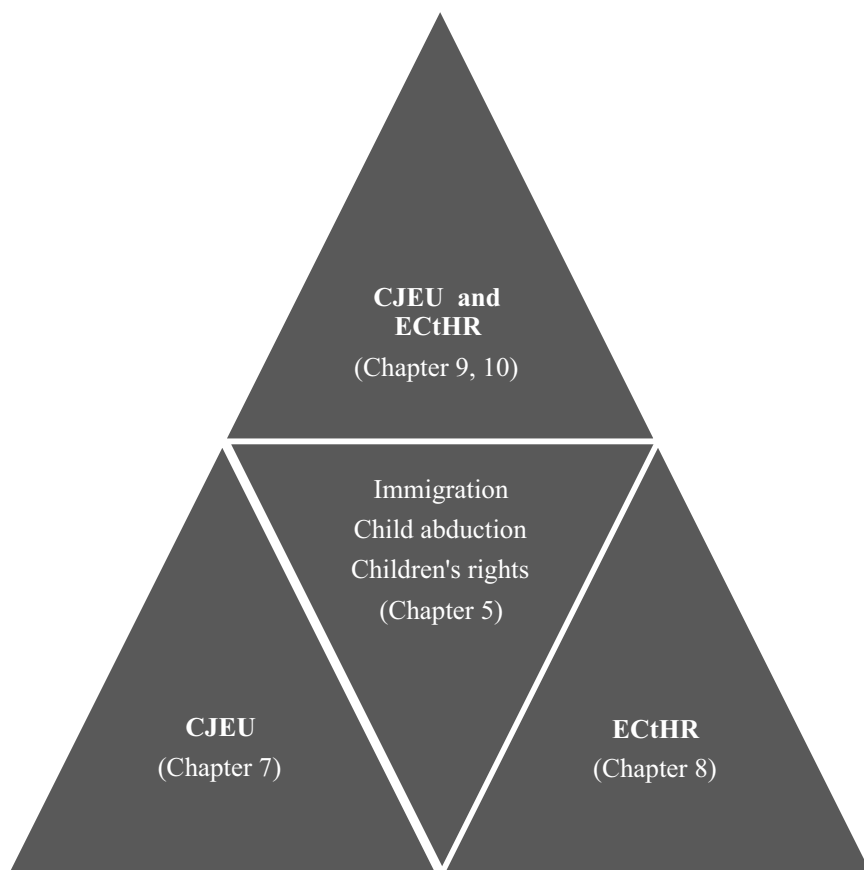 CJEU and
ECtHR
(Chapter 9, 10)
Immigration
Child abduction
Children's rights
(Chapter 5)
CJEU
(Chapter 7)
ECtHR
(Chapter 8)